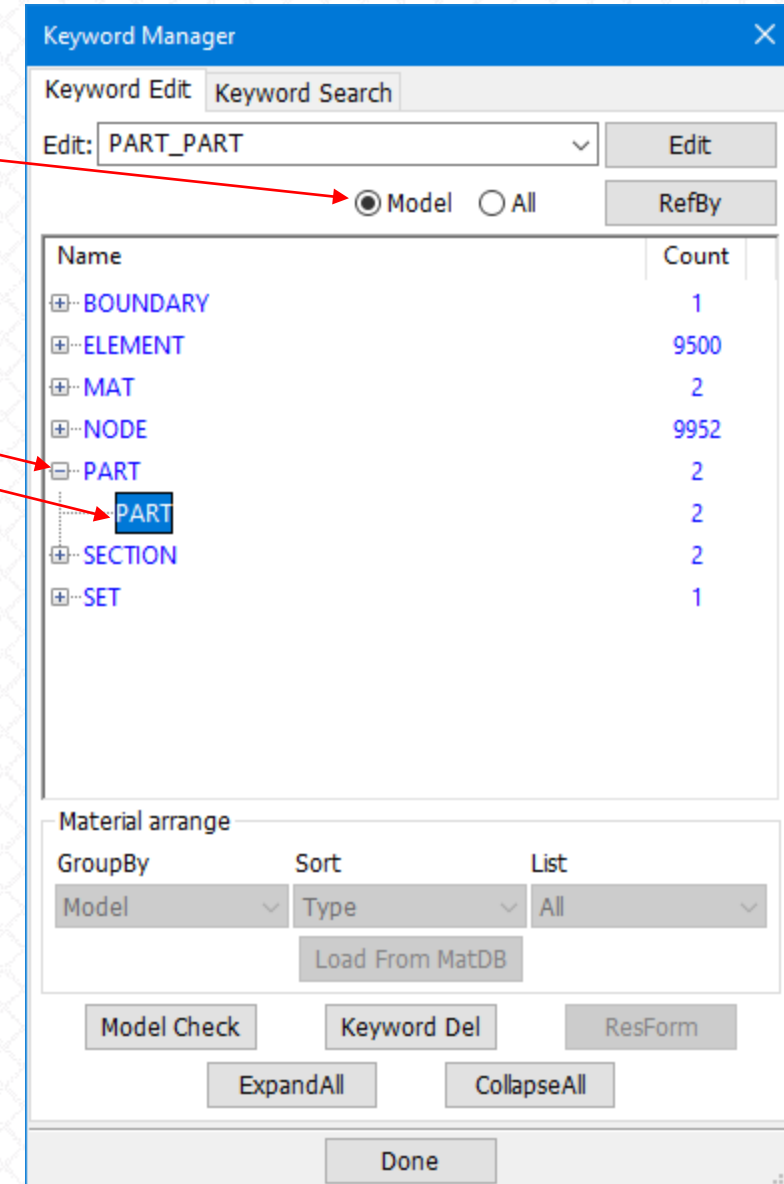 Keyword Manager
Keyword Edit Keyword Search
Edit: PART_PART Edit
Model All RefBy
Name Count
BOUNDARY 1
ELEMENT 9500
MAT 2
NODE 9952
PART 2
PART 2
SECTION 2
SET 1
Material arrange
GroupBy Sort List
Model Type All
Load From MatDB
Model Check Keyword Del ResForm
ExpandAll CollapseAll
Done